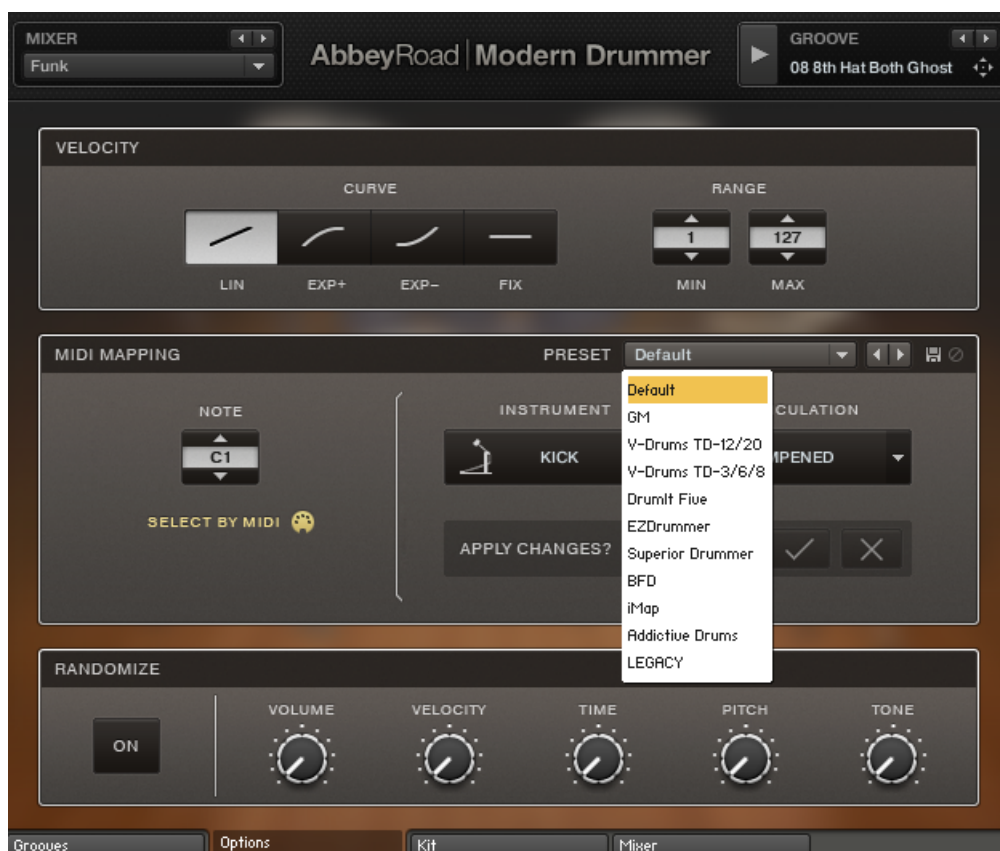 MIXER
Funk
AbbeyRoad | Modern Drummer
GROOVE
08 8th Hat Both Ghost
VELOCITY
CURVE
RANGE
1
127
LIN
EXP+
EXP–
FIX
MIN
MAX
MIDI MAPPING
PRESET
Default
NOTE
C1
SELECT BY MIDI
INSTRUMENT
KICK
APPLY CHANGES?
Default
GM
V-Drums TD-12/20
V-Drums TD-3/6/8
DrumIt Five
EZDrummer
Superior Drummer
BFD
iMap
Addictive Drums
LEGACY
RANDOMIZE
ON
VOLUME
VELOCITY
TIME
PITCH
TONE
Grooves
Options
Kit
Mixer